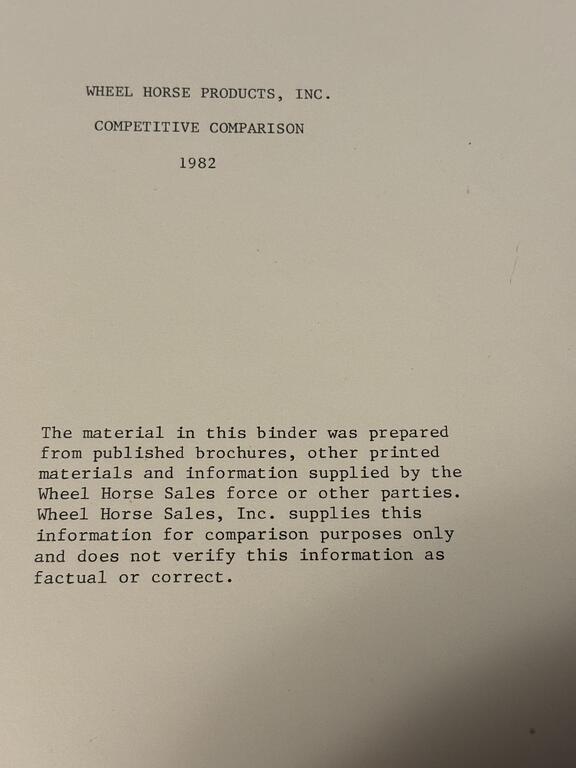 WHEEL HORSE PRODUCTS, INC.
COMPETITIVE COMPARISON
1982
The material in this binder was prepared
from published brochures, other printed
materials and information supplied by the
Wheel Horse Sales force or other parties.
Wheel Horse Sales, Inc. supplies this
information for comparison purposes only
and does not verify this information as
factual or correct.